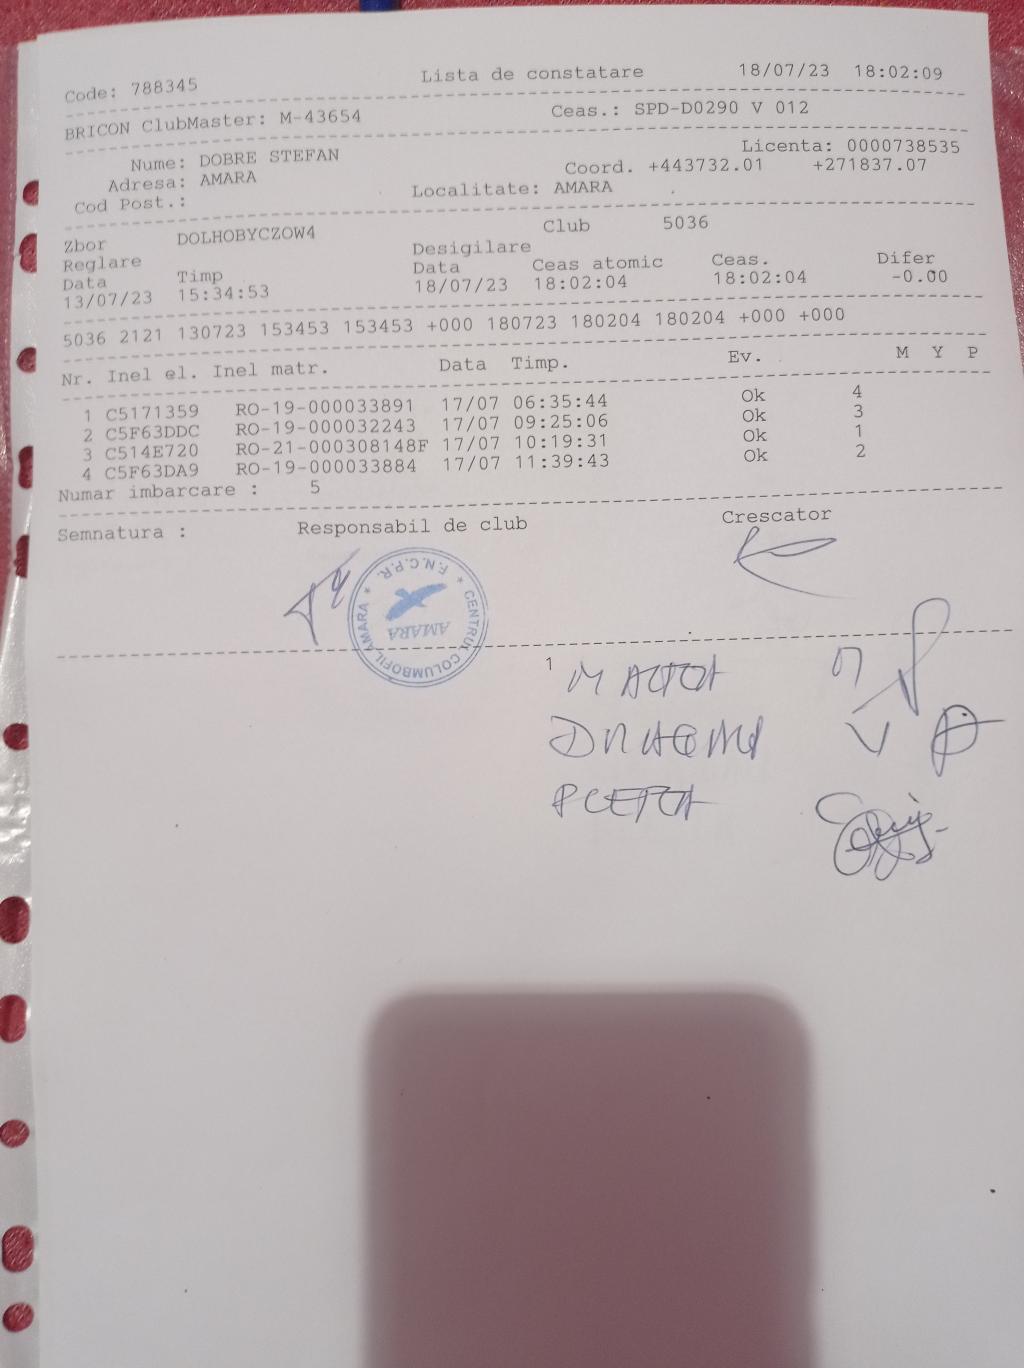 Code: 788345 Lista de constatare 18/07/23 18:02:09
BRICON ClubMaster: M-43654 Ceas.: SPD-D0290 V 012
Licenta: 0000738535
Nume: DOBRE STEFAN Coord. +443732.01 +271837.07
Adresa: AMARA Localitate: AMARA
Cod Post.:
Zbor DOLHOBYCZOW4 Club 5036
Reglare Desigilare
Data Timp Data Ceas atomic Ceas. Difer
13/07/23 15:34:53 18/07/23 18:02:04 18:02:04 -0.00
5036 2121 130723 153453 153453 +000 180723 180204 180204 +000 +000
Nr. Inel el. Inel matr. Data Timp. Ev. M Y P
1 C5171359 RO-19-000033891 17/07 06:35:44 Ok 4
2 C5F63DDC RO-19-000032243 17/07 09:25:06 Ok 3
3 C514E720 RO-21-000308148F 17/07 10:19:31 Ok 1
4 C5F63DA9 RO-19-000033884 17/07 11:39:43 Ok 2
Numar imbarcare : 5
Semnatura : Responsabil de club Crescator
F.N.C.P.R. * CENTRUL COLUMBOFIL AMARA *
AMARA
1